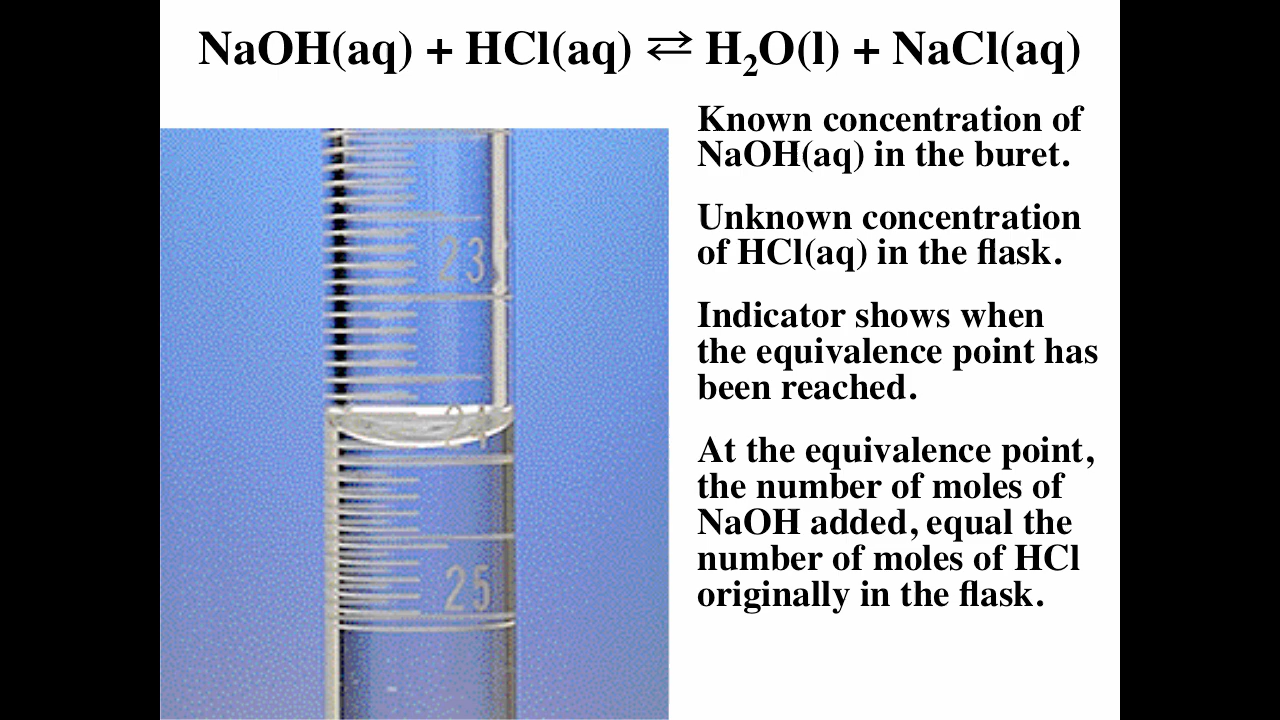 NaOH(aq) + HCl(aq) ⇄ H₂O(l) + NaCl(aq)
Known concentration of
NaOH(aq) in the buret.
Unknown concentration
of HCl(aq) in the flask.
Indicator shows when
the equivalence point has
been reached.
At the equivalence point,
the number of moles of
NaOH added, equal the
number of moles of HCl
originally in the flask.
23
24
25